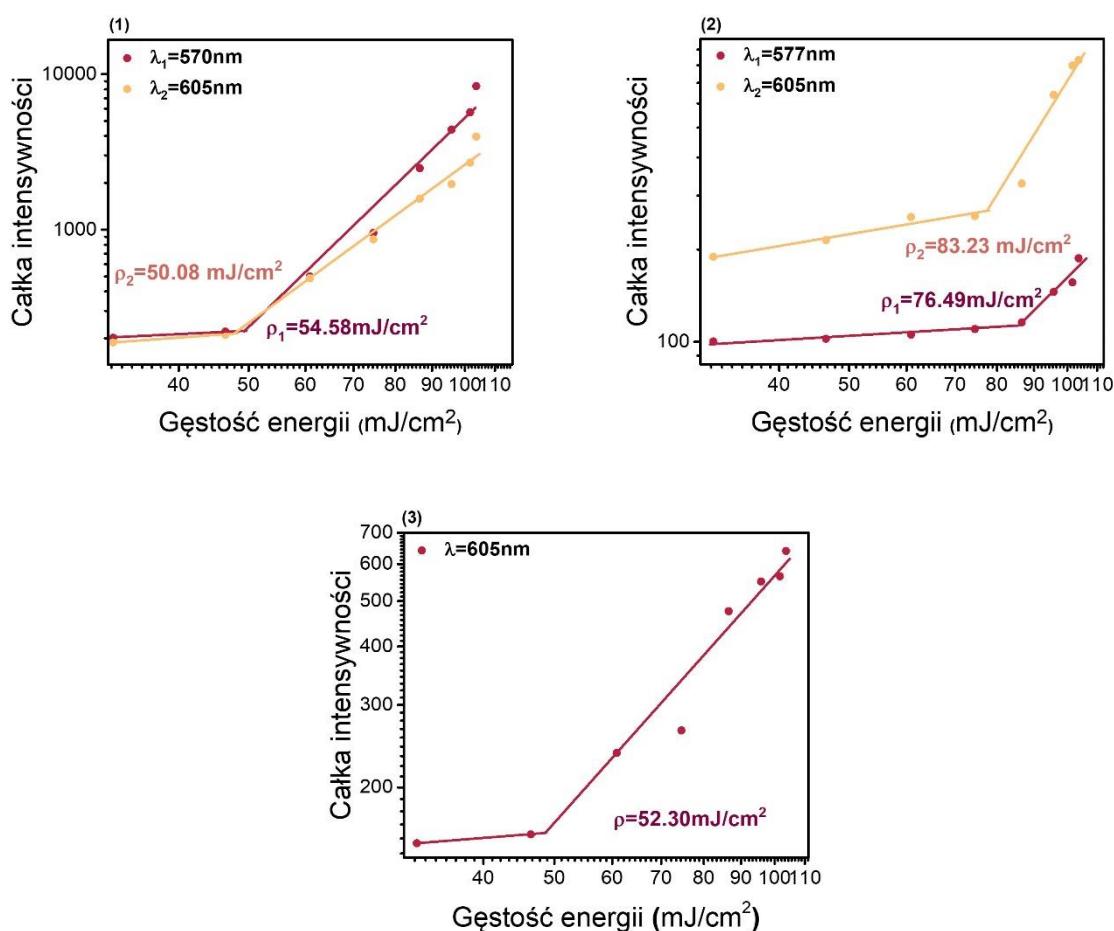 (1)
λ₁=570nm
λ₂=605nm
Całka intensywności
10000
1000
ρ₂=50.08 mJ/cm²
ρ₁=54.58mJ/cm²
40 50 60 70 80 90 100 110
Gęstość energii (mJ/cm²)
(2)
λ₁=577nm
λ₂=605nm
Całka intensywności
100
ρ₂=83.23 mJ/cm²
ρ₁=76.49mJ/cm²
40 50 60 70 80 90 100 110
Gęstość energii (mJ/cm²)
(3)
λ=605nm
Całka intensywności
700
600
500
400
300
200
ρ=52.30mJ/cm²
40 50 60 70 80 90 100 110
Gęstość energii (mJ/cm²)